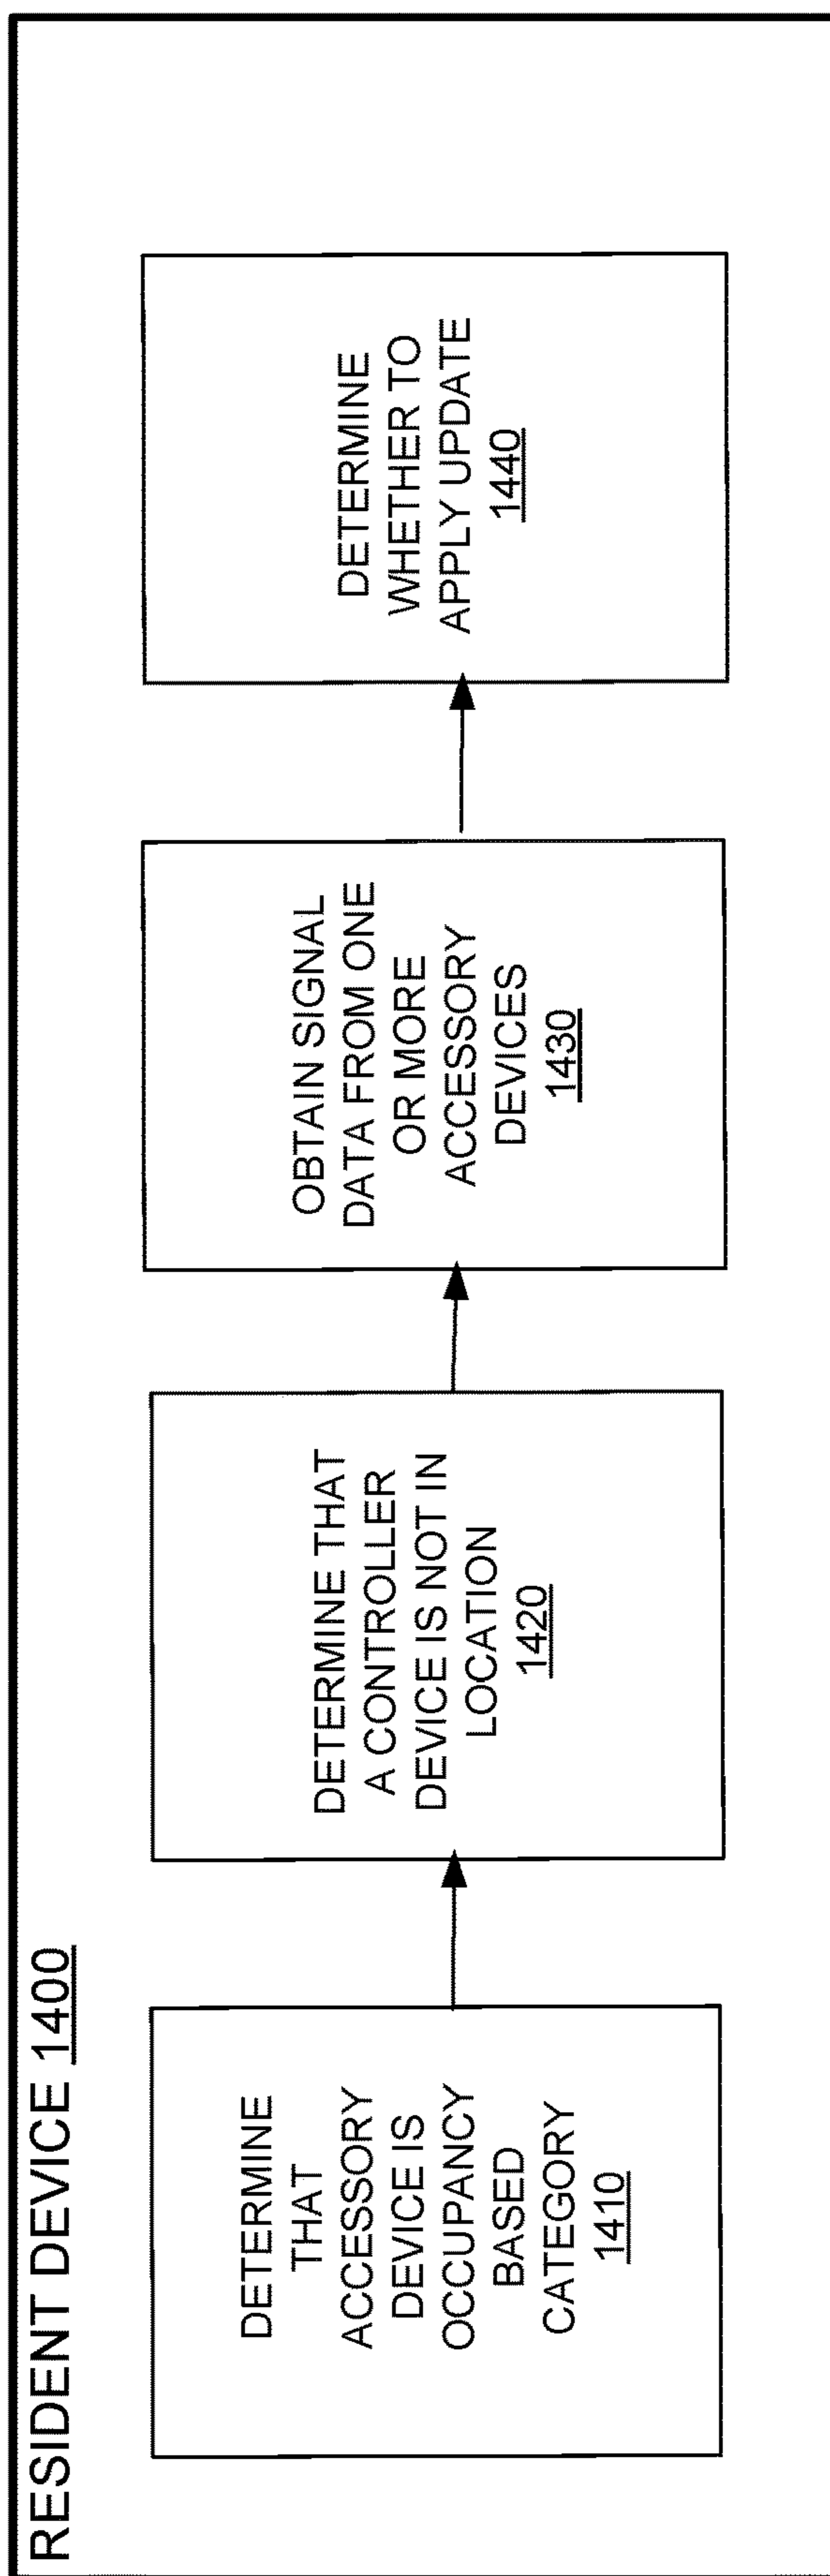 RESIDENT DEVICE 1400
DETERMINE
THAT
ACCESSORY
DEVICE IS
OCCUPANCY
BASED
CATEGORY
1410
DETERMINE THAT
A CONTROLLER
DEVICE IS NOT IN
LOCATION
1420
OBTAIN SIGNAL
DATA FROM ONE
OR MORE
ACCESSORY
DEVICES
1430
DETERMINE
WHETHER TO
APPLY UPDATE
1440